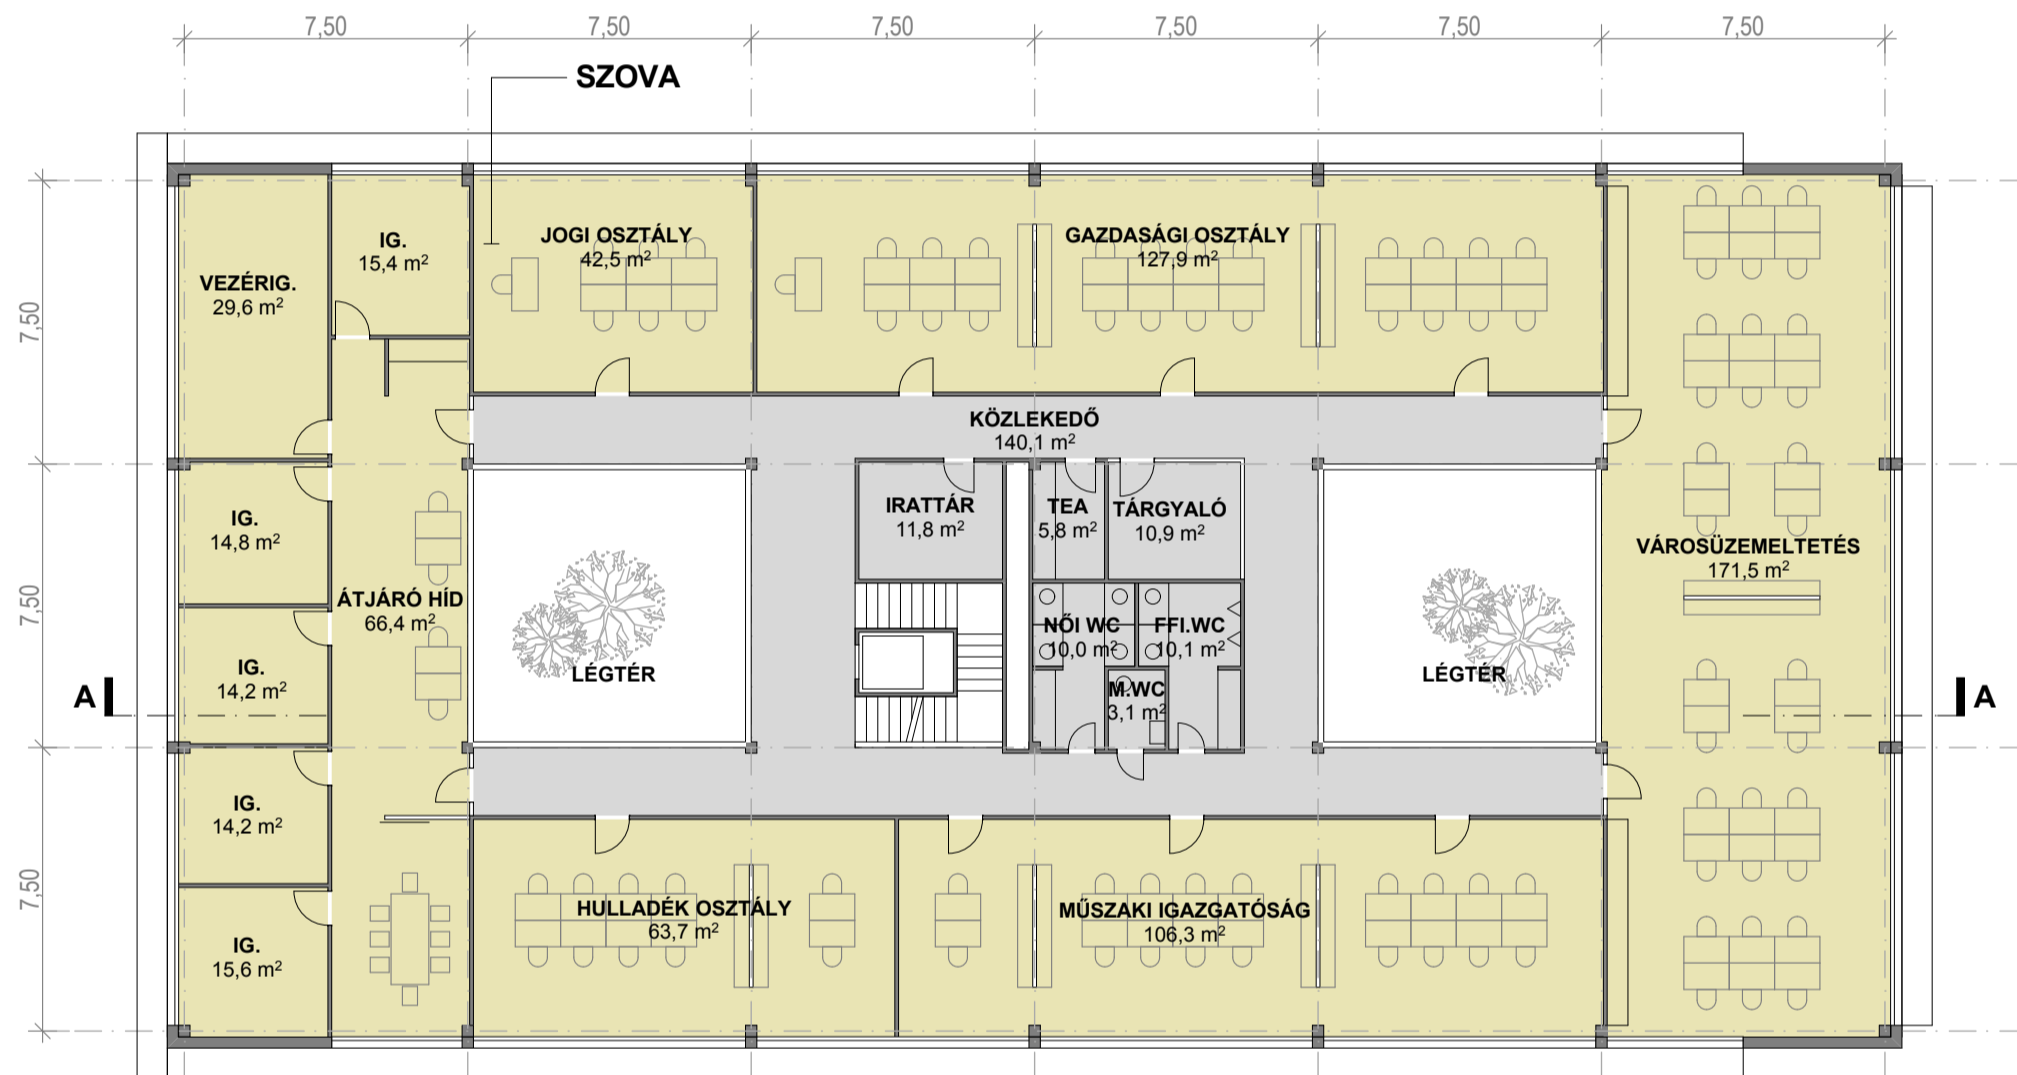 7,50
7,50
7,50
7,50
7,50
7,50
SZOVA
7,50
7,50
7,50
VEZÉRIG.
29,6 m²
IG.
15,4 m²
JOGI OSZTÁLY
42,5 m²
GAZDASÁGI OSZTÁLY
127,9 m²
KÖZLEKEDŐ
140,1 m²
IG.
14,8 m²
IRATTÁR
11,8 m²
TEA
5,8 m²
TÁRGYALÓ
10,9 m²
VÁROSÜZEMELTETÉS
171,5 m²
ÁTJÁRÓ HÍD
66,4 m²
NŐI WC
10,0 m²
FFI.WC
10,1 m²
IG.
14,2 m²
LÉGTÉR
M.WC
3,1 m²
LÉGTÉR
A
A
IG.
14,2 m²
HULLADÉK OSZTÁLY
63,7 m²
MŰSZAKI IGAZGATÓSÁG
106,3 m²
IG.
15,6 m²